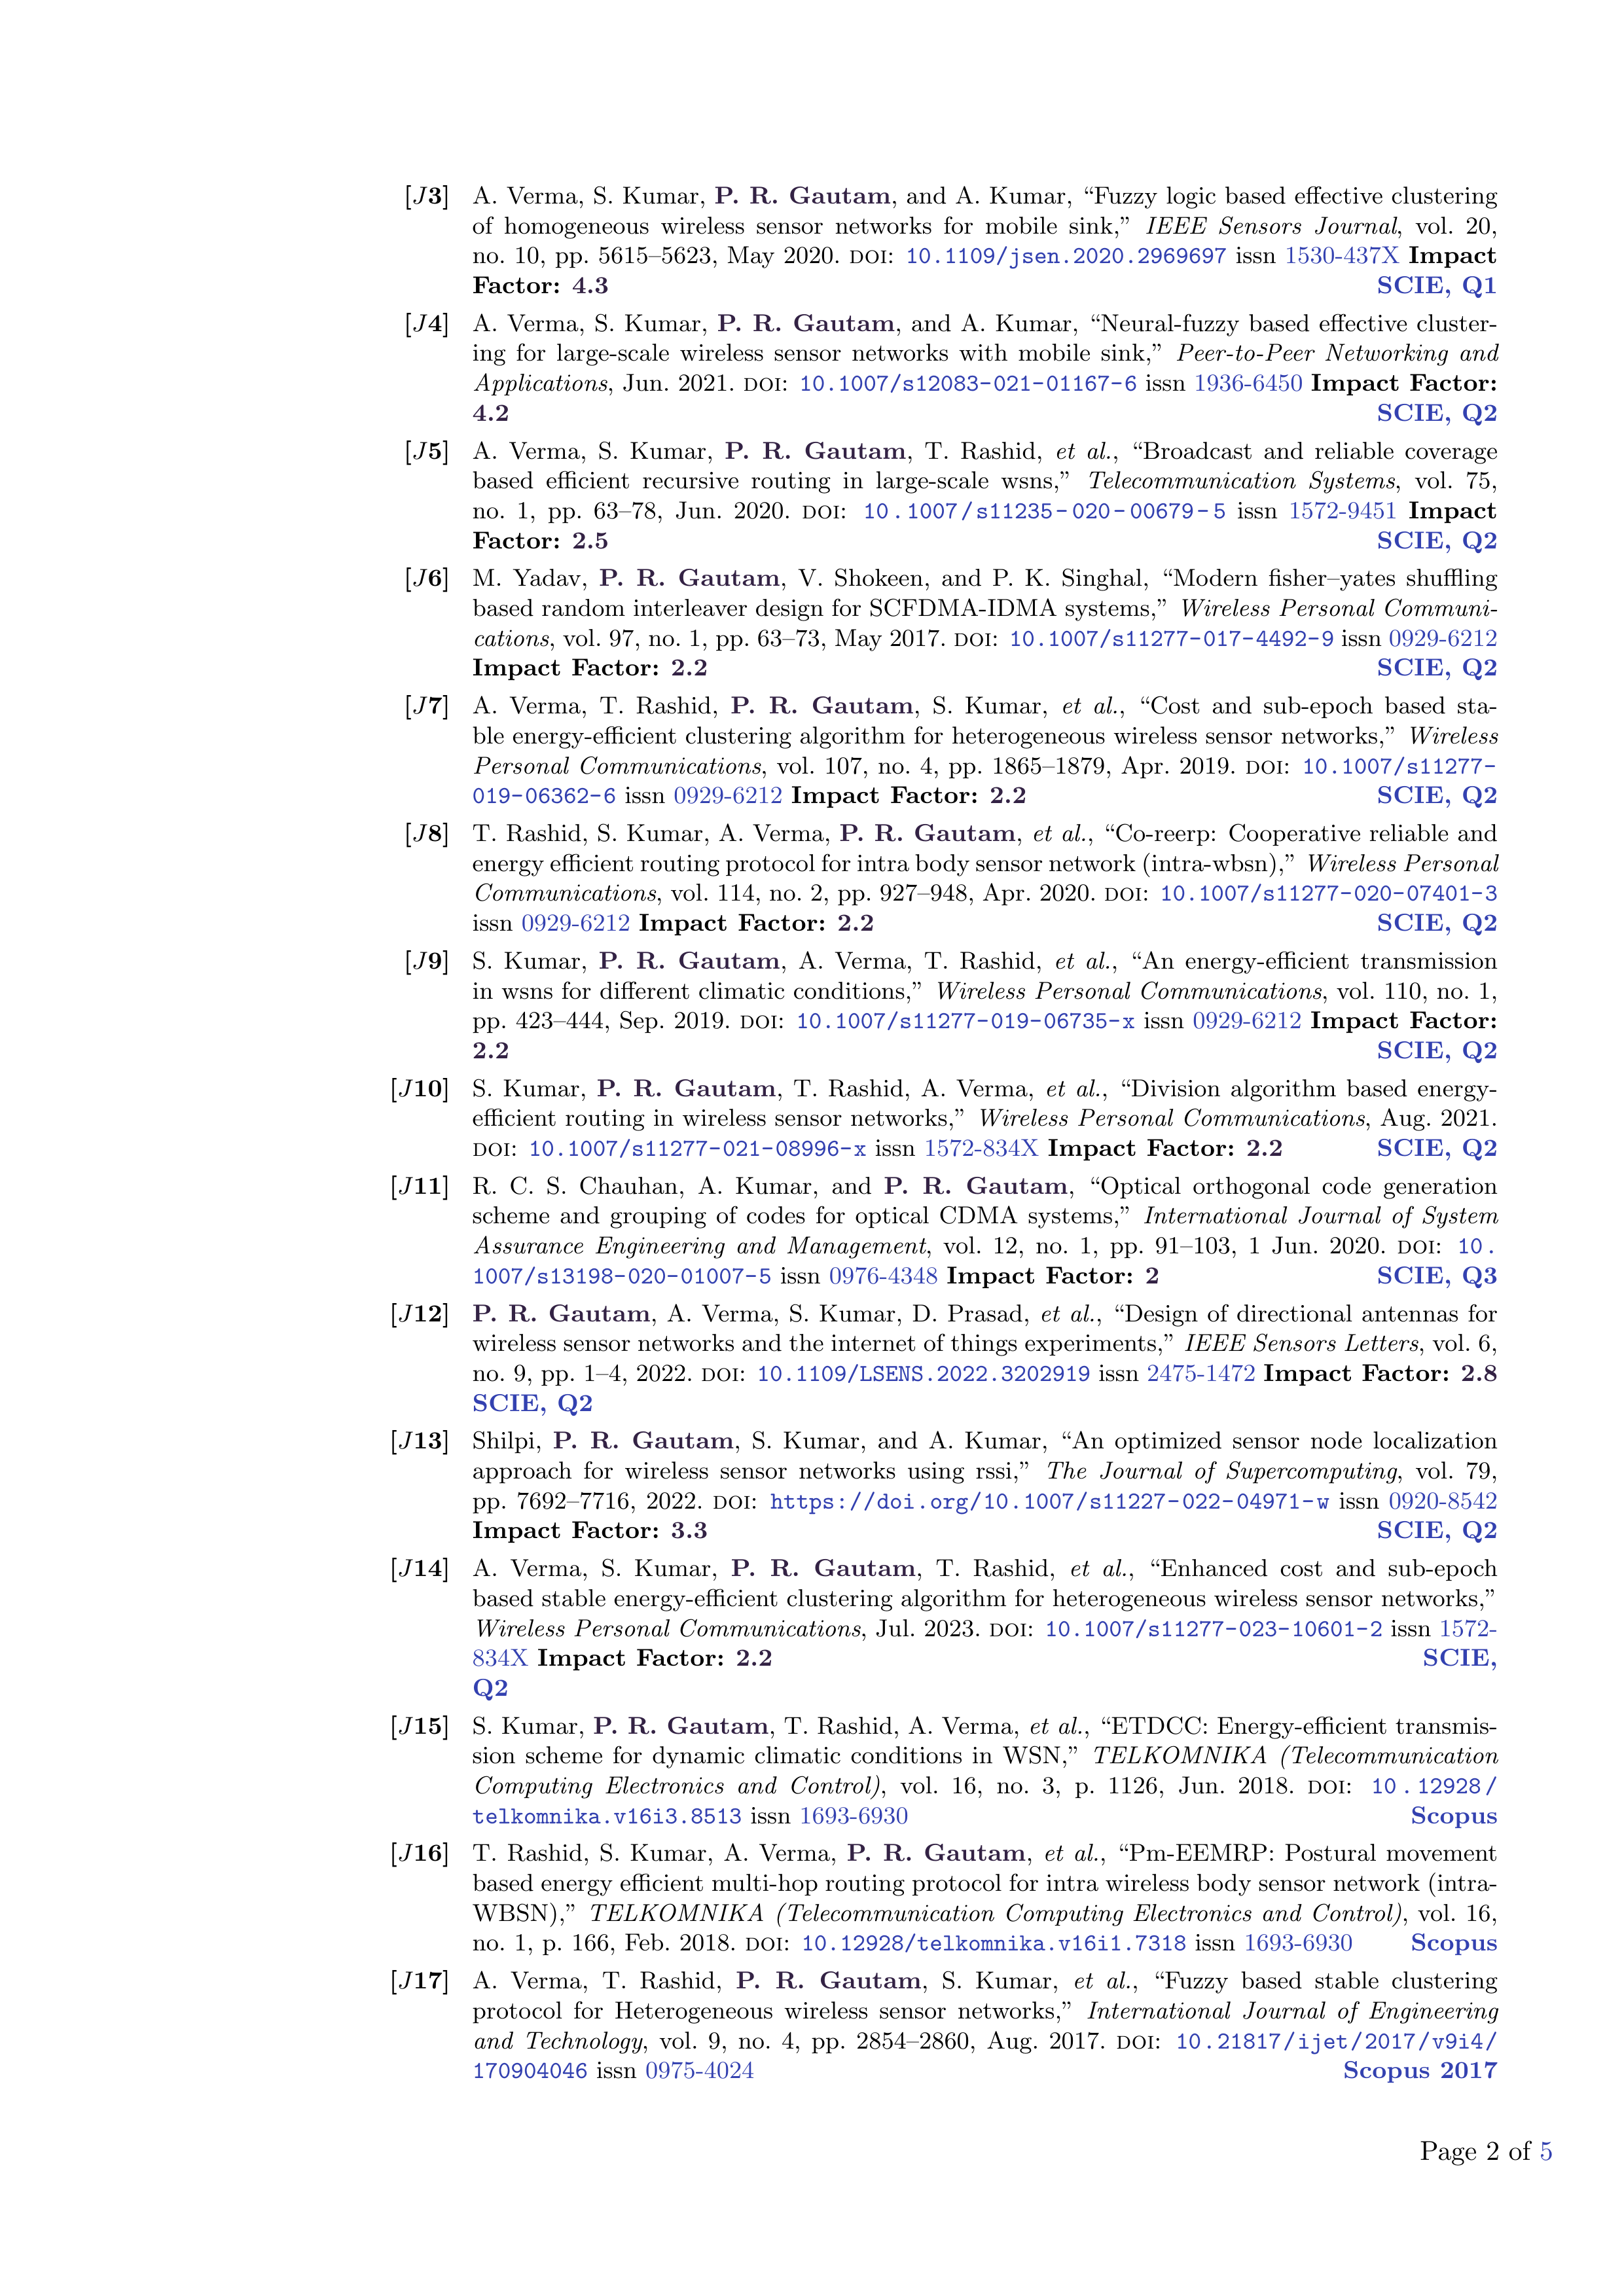 [J3] A. Verma, S. Kumar, P. R. Gautam, and A. Kumar, “Fuzzy logic based effective clustering
of homogeneous wireless sensor networks for mobile sink,” IEEE Sensors Journal, vol. 20,
no. 10, pp. 5615–5623, May 2020. DOI: 10.1109/jsen.2020.2969697 issn 1530-437X Impact
Factor: 4.3 SCIE, Q1
[J4] A. Verma, S. Kumar, P. R. Gautam, and A. Kumar, “Neural-fuzzy based effective cluster-
ing for large-scale wireless sensor networks with mobile sink,” Peer-to-Peer Networking and
Applications, Jun. 2021. DOI: 10.1007/s12083-021-01167-6 issn 1936-6450 Impact Factor:
4.2 SCIE, Q2
[J5] A. Verma, S. Kumar, P. R. Gautam, T. Rashid, et al., “Broadcast and reliable coverage
based efficient recursive routing in large-scale wsns,” Telecommunication Systems, vol. 75,
no. 1, pp. 63–78, Jun. 2020. DOI: 10.1007/s11235-020-00679-5 issn 1572-9451 Impact
Factor: 2.5 SCIE, Q2
[J6] M. Yadav, P. R. Gautam, V. Shokeen, and P. K. Singhal, “Modern fisher–yates shuffling
based random interleaver design for SCFDMA-IDMA systems,” Wireless Personal Communi-
cations, vol. 97, no. 1, pp. 63–73, May 2017. DOI: 10.1007/s11277-017-4492-9 issn 0929-6212
Impact Factor: 2.2 SCIE, Q2
[J7] A. Verma, T. Rashid, P. R. Gautam, S. Kumar, et al., “Cost and sub-epoch based sta-
ble energy-efficient clustering algorithm for heterogeneous wireless sensor networks,” Wireless
Personal Communications, vol. 107, no. 4, pp. 1865–1879, Apr. 2019. DOI: 10.1007/s11277-
019-06362-6 issn 0929-6212 Impact Factor: 2.2 SCIE, Q2
[J8] T. Rashid, S. Kumar, A. Verma, P. R. Gautam, et al., “Co-reerp: Cooperative reliable and
energy efficient routing protocol for intra body sensor network (intra-wbsn),” Wireless Personal
Communications, vol. 114, no. 2, pp. 927–948, Apr. 2020. DOI: 10.1007/s11277-020-07401-3
issn 0929-6212 Impact Factor: 2.2 SCIE, Q2
[J9] S. Kumar, P. R. Gautam, A. Verma, T. Rashid, et al., “An energy-efficient transmission
in wsns for different climatic conditions,” Wireless Personal Communications, vol. 110, no. 1,
pp. 423–444, Sep. 2019. DOI: 10.1007/s11277-019-06735-x issn 0929-6212 Impact Factor:
2.2 SCIE, Q2
[J10] S. Kumar, P. R. Gautam, T. Rashid, A. Verma, et al., “Division algorithm based energy-
efficient routing in wireless sensor networks,” Wireless Personal Communications, Aug. 2021.
DOI: 10.1007/s11277-021-08996-x issn 1572-834X Impact Factor: 2.2 SCIE, Q2
[J11] R. C. S. Chauhan, A. Kumar, and P. R. Gautam, “Optical orthogonal code generation
scheme and grouping of codes for optical CDMA systems,” International Journal of System
Assurance Engineering and Management, vol. 12, no. 1, pp. 91–103, 1 Jun. 2020. DOI: 10.
1007/s13198-020-01007-5 issn 0976-4348 Impact Factor: 2 SCIE, Q3
[J12] P. R. Gautam, A. Verma, S. Kumar, D. Prasad, et al., “Design of directional antennas for
wireless sensor networks and the internet of things experiments,” IEEE Sensors Letters, vol. 6,
no. 9, pp. 1–4, 2022. DOI: 10.1109/LSENS.2022.3202919 issn 2475-1472 Impact Factor: 2.8
SCIE, Q2
[J13] Shilpi, P. R. Gautam, S. Kumar, and A. Kumar, “An optimized sensor node localization
approach for wireless sensor networks using rssi,” The Journal of Supercomputing, vol. 79,
pp. 7692–7716, 2022. DOI: https://doi.org/10.1007/s11227-022-04971-w issn 0920-8542
Impact Factor: 3.3 SCIE, Q2
[J14] A. Verma, S. Kumar, P. R. Gautam, T. Rashid, et al., “Enhanced cost and sub-epoch
based stable energy-efficient clustering algorithm for heterogeneous wireless sensor networks,”
Wireless Personal Communications, Jul. 2023. DOI: 10.1007/s11277-023-10601-2 issn 1572-
834X Impact Factor: 2.2 SCIE,
Q2
[J15] S. Kumar, P. R. Gautam, T. Rashid, A. Verma, et al., “ETDCC: Energy-efficient transmis-
sion scheme for dynamic climatic conditions in WSN,” TELKOMNIKA (Telecommunication
Computing Electronics and Control), vol. 16, no. 3, p. 1126, Jun. 2018. DOI: 10.12928/
telkomnika.v16i3.8513 issn 1693-6930 Scopus
[J16] T. Rashid, S. Kumar, A. Verma, P. R. Gautam, et al., “Pm-EEMRP: Postural movement
based energy efficient multi-hop routing protocol for intra wireless body sensor network (intra-
WBSN),” TELKOMNIKA (Telecommunication Computing Electronics and Control), vol. 16,
no. 1, p. 166, Feb. 2018. DOI: 10.12928/telkomnika.v16i1.7318 issn 1693-6930 Scopus
[J17] A. Verma, T. Rashid, P. R. Gautam, S. Kumar, et al., “Fuzzy based stable clustering
protocol for Heterogeneous wireless sensor networks,” International Journal of Engineering
and Technology, vol. 9, no. 4, pp. 2854–2860, Aug. 2017. DOI: 10.21817/ijet/2017/v9i4/
170904046 issn 0975-4024 Scopus 2017
Page 2 of 5